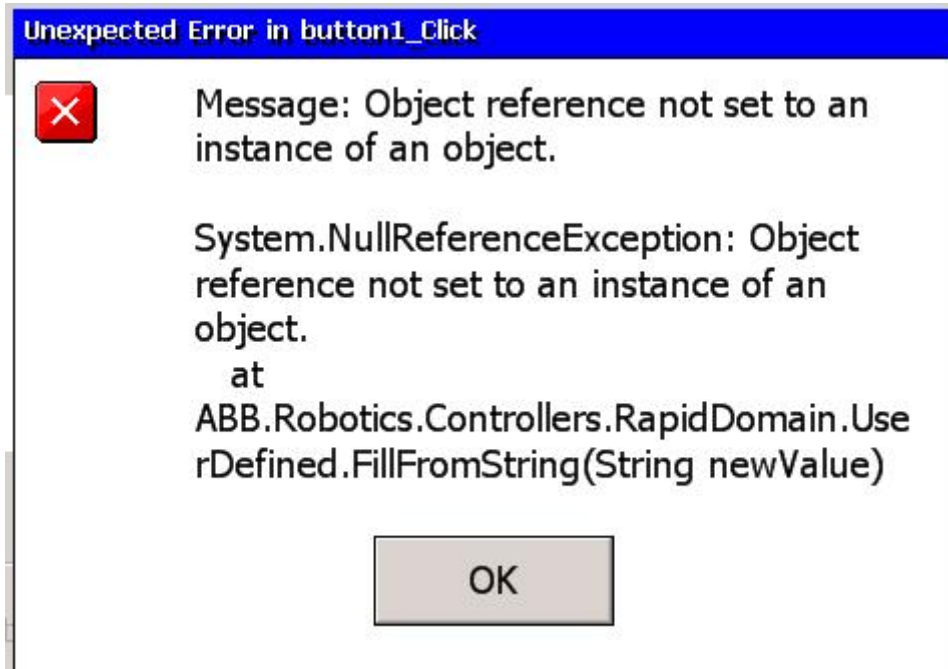 Unexpected Error in button1_Click
Message: Object reference not set to an
instance of an object.
System.NullReferenceException: Object
reference not set to an instance of an
object.
at
ABB.Robotics.Controllers.RapidDomain.Use
rDefined.FillFromString(String newValue)
OK